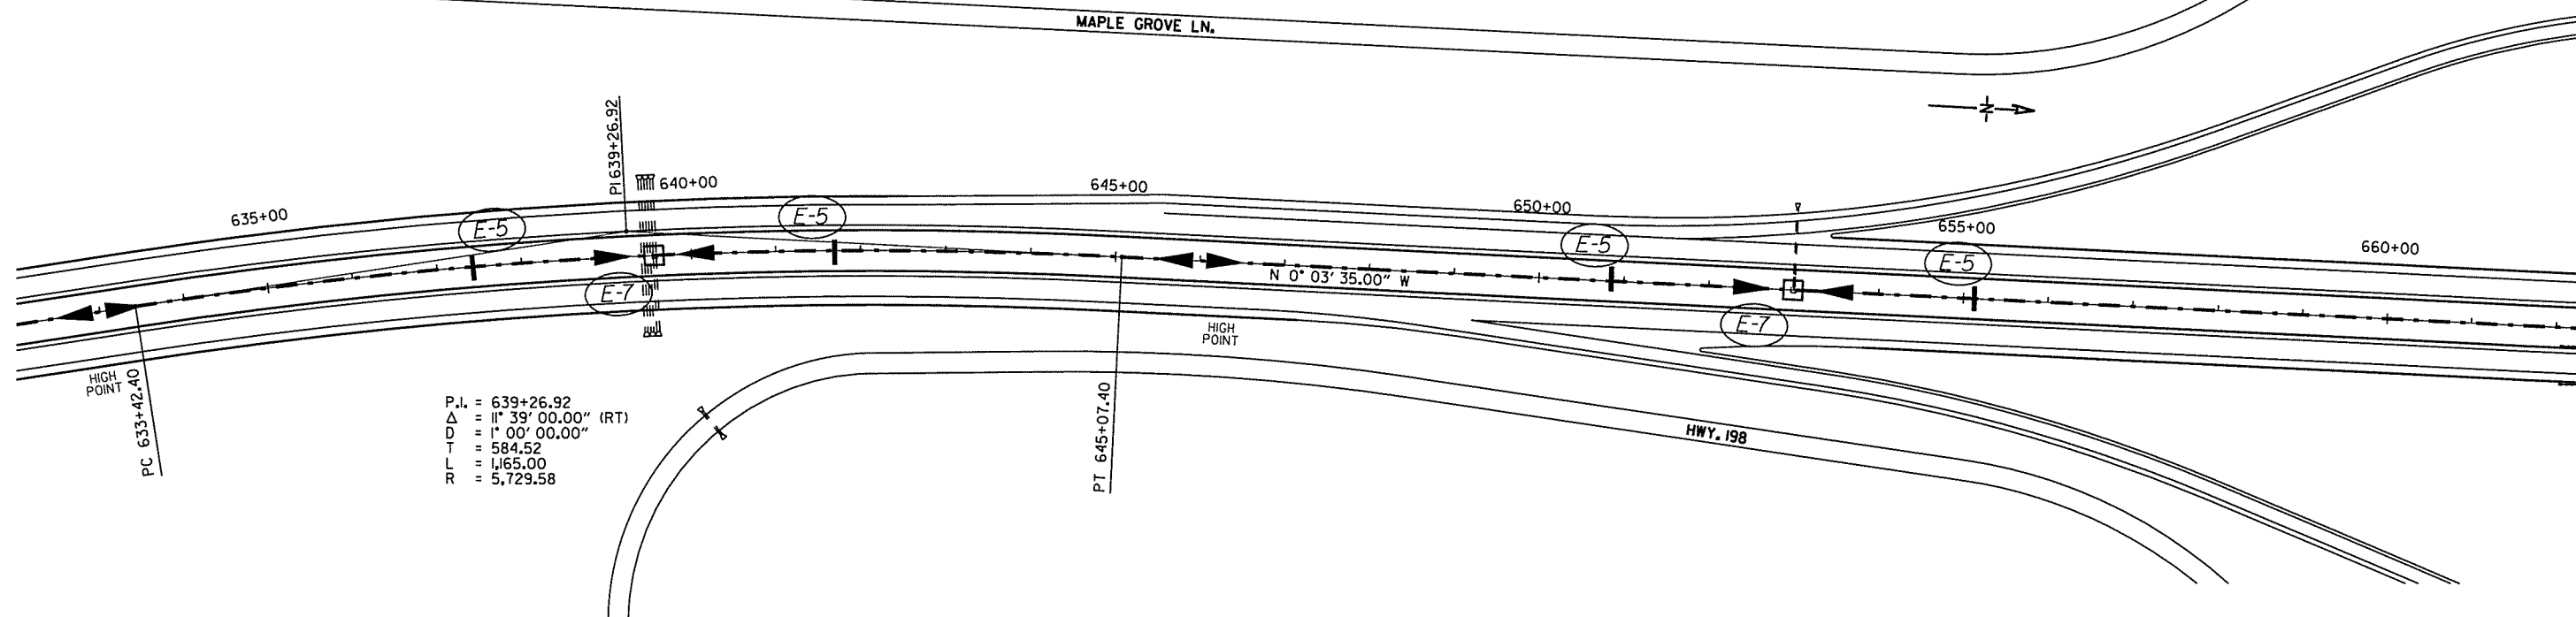 MAPLE GROVE LN.
N
PI 639+26.92
640+00
645+00
635+00
E-5
E-5
650+00
E-5
655+00
E-5
660+00
E-7
N 0° 03' 35.00" W
E-7
HIGH
POINT
HIGH
POINT
PC 633+42.40
PT 645+07.40
P.I. = 639+26.92
Δ = 11° 39' 00.00" (RT)
D = 1° 00' 00.00"
T = 584.52
L = 1,165.00
R = 5,729.58
HWY. 198